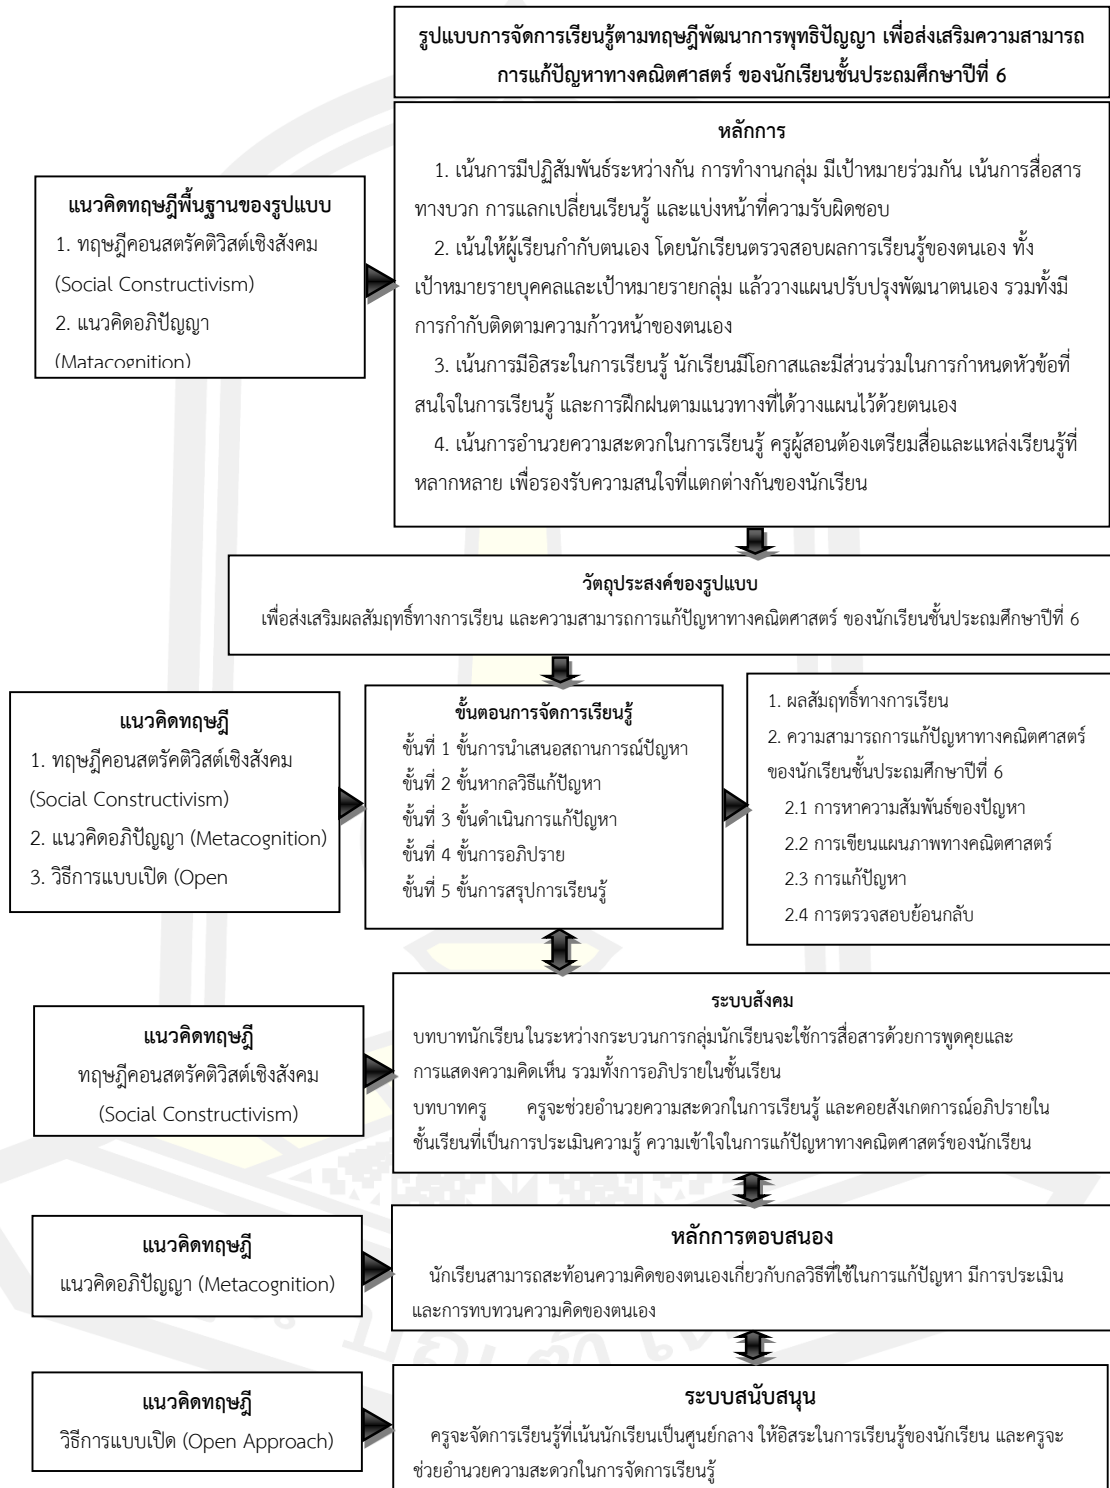 รูปแบบการจัดการเรียนรู้ตามทฤษฎีพัฒนาการพุทธิปัญญา เพื่อส่งเสริมความสามารถ
การแก้ปัญหาทางคณิตศาสตร์ ของนักเรียนชั้นประถมศึกษาปีที่ 6
หลักการ
1. เน้นการมีปฏิสัมพันธ์ระหว่างกัน การทำงานกลุ่ม มีเป้าหมายร่วมกัน เน้นการสื่อสาร
ทางบวก การแลกเปลี่ยนเรียนรู้ และแบ่งหน้าที่ความรับผิดชอบ
2. เน้นให้ผู้เรียนกำกับตนเอง โดยนักเรียนตรวจสอบผลการเรียนรู้ของตนเอง ทั้ง
เป้าหมายรายบุคคลและเป้าหมายรายกลุ่ม แล้ววางแผนปรับปรุงพัฒนาตนเอง รวมทั้งมี
การกำกับติดตามความก้าวหน้าของตนเอง
3. เน้นการมีอิสระในการเรียนรู้ นักเรียนมีโอกาสและมีส่วนร่วมในการกำหนดหัวข้อที่
สนใจในการเรียนรู้ และการฝึกฝนตามแนวทางที่ได้วางแผนไว้ด้วยตนเอง
4. เน้นการอำนวยความสะดวกในการเรียนรู้ ครูผู้สอนต้องเตรียมสื่อและแหล่งเรียนรู้ที่
หลากหลาย เพื่อรองรับความสนใจที่แตกต่างกันของนักเรียน
แนวคิดทฤษฎีพื้นฐานของรูปแบบ
1. ทฤษฎีคอนสตรัคติวิสต์เชิงสังคม
(Social Constructivism)
2. แนวคิดอภิปัญญา
(Matacognition)
วัตถุประสงค์ของรูปแบบ
เพื่อส่งเสริมผลสัมฤทธิ์ทางการเรียน และความสามารถการแก้ปัญหาทางคณิตศาสตร์ ของนักเรียนชั้นประถมศึกษาปีที่ 6
แนวคิดทฤษฎี
1. ทฤษฎีคอนสตรัคติวิสต์เชิงสังคม
(Social Constructivism)
2. แนวคิดอภิปัญญา (Metacognition)
3. วิธีการแบบเปิด (Open
ขั้นตอนการจัดการเรียนรู้
ขั้นที่ 1 ขั้นการนำเสนอสถานการณ์ปัญหา
ขั้นที่ 2 ขั้นหากลวิธีแก้ปัญหา
ขั้นที่ 3 ขั้นดำเนินการแก้ปัญหา
ขั้นที่ 4 ขั้นการอภิปราย
ขั้นที่ 5 ขั้นการสรุปการเรียนรู้
1. ผลสัมฤทธิ์ทางการเรียน
2. ความสามารถการแก้ปัญหาทางคณิตศาสตร์
ของนักเรียนชั้นประถมศึกษาปีที่ 6
2.1 การหาความสัมพันธ์ของปัญหา
2.2 การเขียนแผนภาพทางคณิตศาสตร์
2.3 การแก้ปัญหา
2.4 การตรวจสอบย้อนกลับ
แนวคิดทฤษฎี
ทฤษฎีคอนสตรัคติวิสต์เชิงสังคม
(Social Constructivism)
ระบบสังคม
บทบาทนักเรียน ในระหว่างกระบวนการกลุ่มนักเรียนจะใช้การสื่อสารด้วยการพูดคุยและ
การแสดงความคิดเห็น รวมทั้งการอภิปรายในชั้นเรียน
บทบาทครู ครูจะช่วยอำนวยความสะดวกในการเรียนรู้ และคอยสังเกตการณ์อภิปรายใน
ชั้นเรียนที่เป็นการประเมินความรู้ ความเข้าใจในการแก้ปัญหาทางคณิตศาสตร์ของนักเรียน
แนวคิดทฤษฎี
แนวคิดอภิปัญญา (Metacognition)
หลักการตอบสนอง
นักเรียนสามารถสะท้อนความคิดของตนเองเกี่ยวกับกลวิธีที่ใช้ในการแก้ปัญหา มีการประเมิน
และการทบทวนความคิดของตนเอง
แนวคิดทฤษฎี
วิธีการแบบเปิด (Open Approach)
ระบบสนับสนุน
ครูจะจัดการเรียนรู้ที่เน้นนักเรียนเป็นศูนย์กลาง ให้อิสระในการเรียนรู้ของนักเรียน และครูจะ
ช่วยอำนวยความสะดวกในการจัดการเรียนรู้